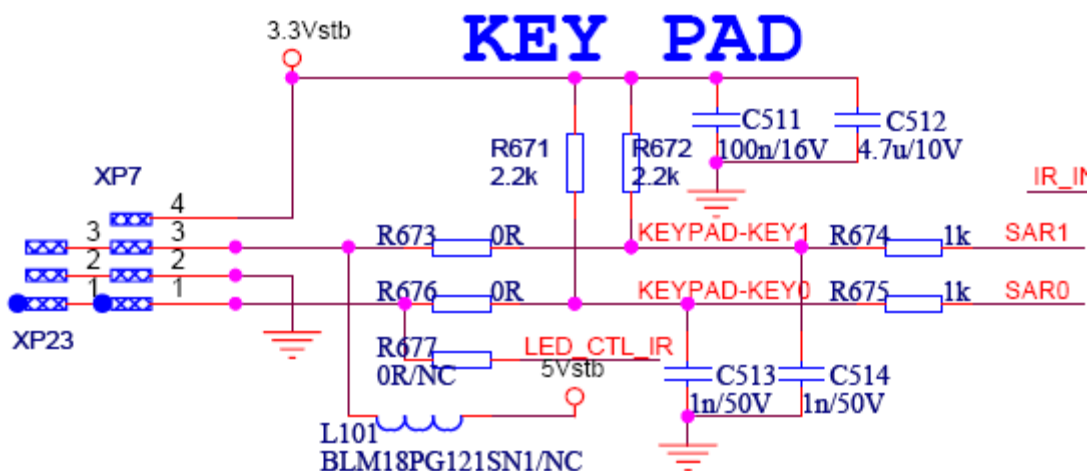 KEY PAD
3.3Vstb
C511
100n/16V
C512
4.7u/10V
R671
2.2k
R672
2.2k
XP7
4
3 3
2 2
1 1
XP23
IR_IN
R673 0R
KEYPAD-KEY1
R674 1k
SAR1
R676 0R
KEYPAD-KEY0
R675 1k
SAR0
R677
0R/NC
LED_CTL_IR
5Vstb
C513
1n/50V
C514
1n/50V
L101
BLM18PG121SN1/NC